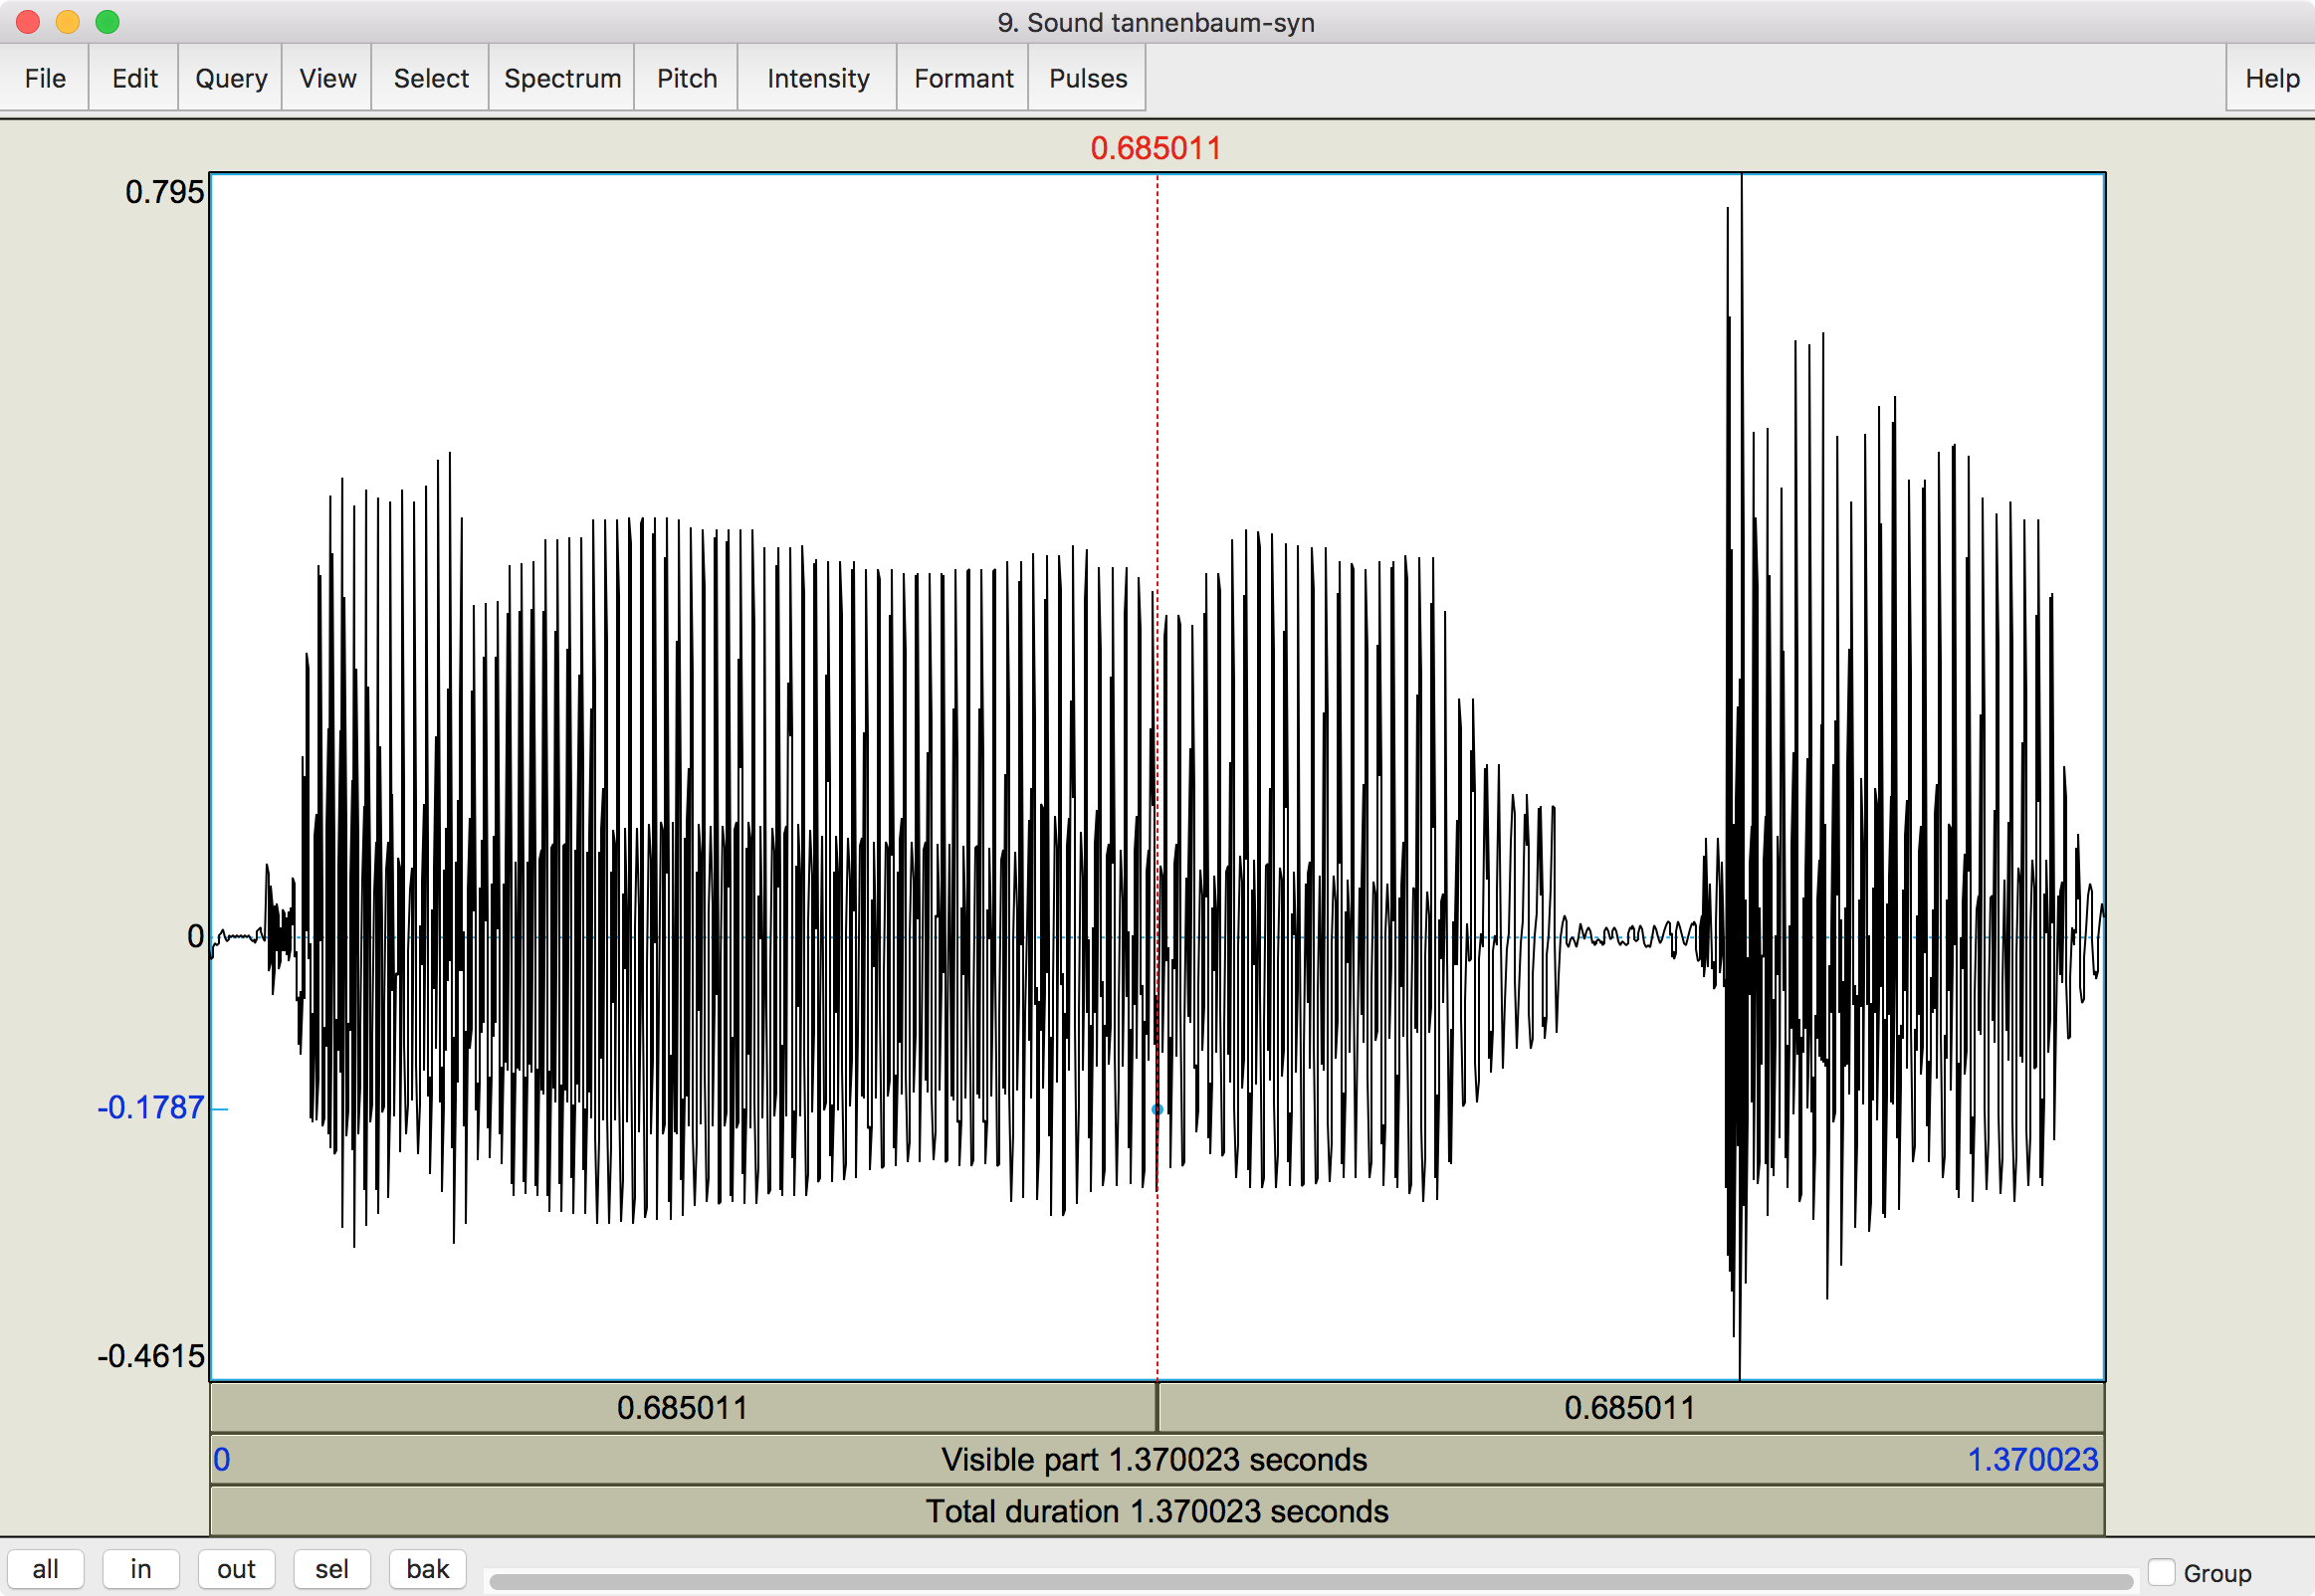 9. Sound tannenbaum-syn
File Edit Query View Select Spectrum Pitch Intensity Formant Pulses Help
0.685011
0.795
0
-0.1787
-0.4615
0.685011 0.685011
0 Visible part 1.370023 seconds 1.370023
Total duration 1.370023 seconds
all in out sel bak Group